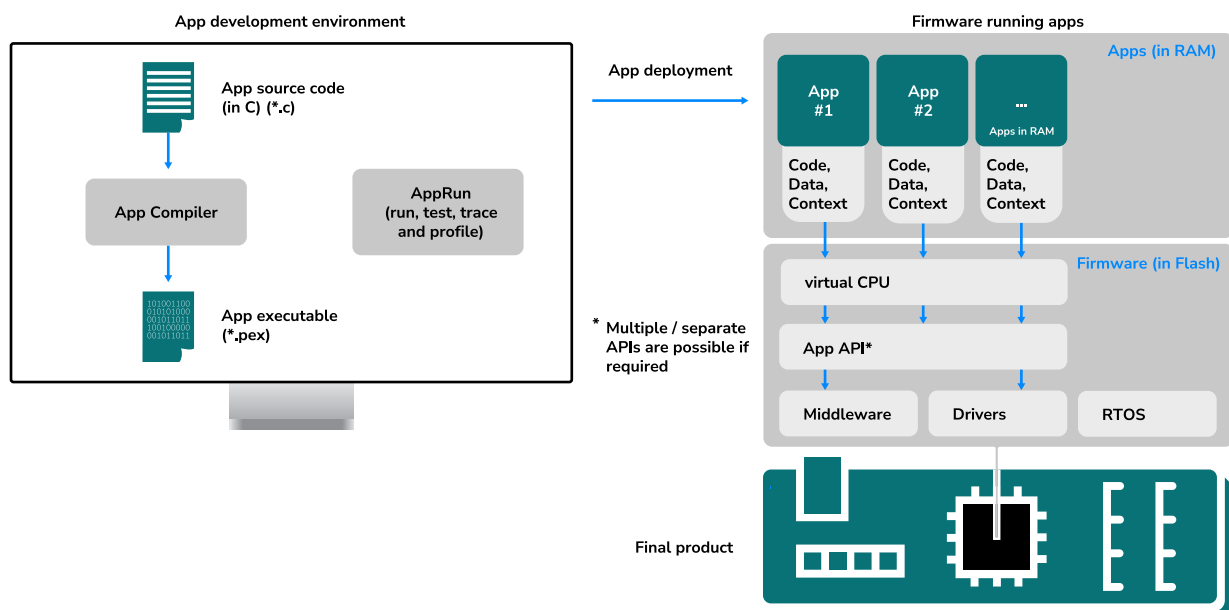 App development environment
App source code
(in C) (*.c)
App Compiler
AppRun
(run, test, trace
and profile)
101001100
010101000
001011011
100100000
001011011
App executable
(*.pex)
App deployment
* Multiple / separate
APIs are possible if
required
Firmware running apps
Apps (in RAM)
App
#1
App
#2
...
Apps in RAM
Code,
Data,
Context
Code,
Data,
Context
Code,
Data,
Context
Firmware (in Flash)
virtual CPU
App API*
Middleware
Drivers
RTOS
Final product